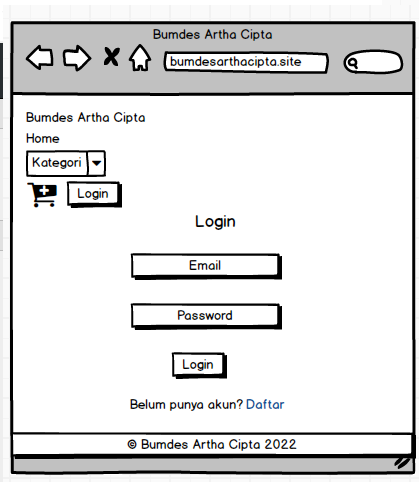 Bumdes Artha Cipta
bumdesarthacipta.site
Bumdes Artha Cipta
Home
Kategori
Login
Login
Email
Password
Login
Belum punya akun? Daftar
© Bumdes Artha Cipta 2022